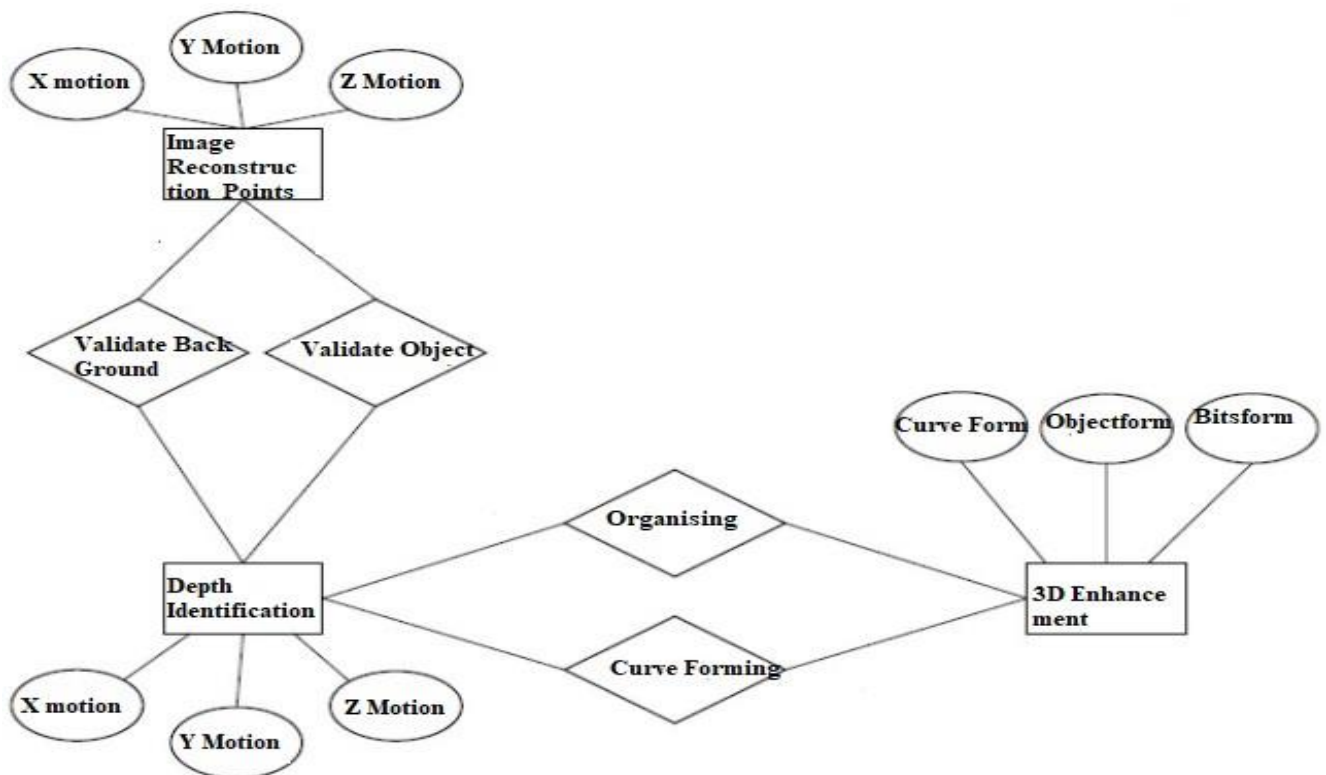 Y Motion
X motion
Z Motion
Image
Reconstruc
tion Points
Validate Back
Ground
Validate Object
Curve Form
Objectform
Bitsform
Organising
Depth
Identification
3D Enhance
ment
Curve Forming
X motion
Z Motion
Y Motion